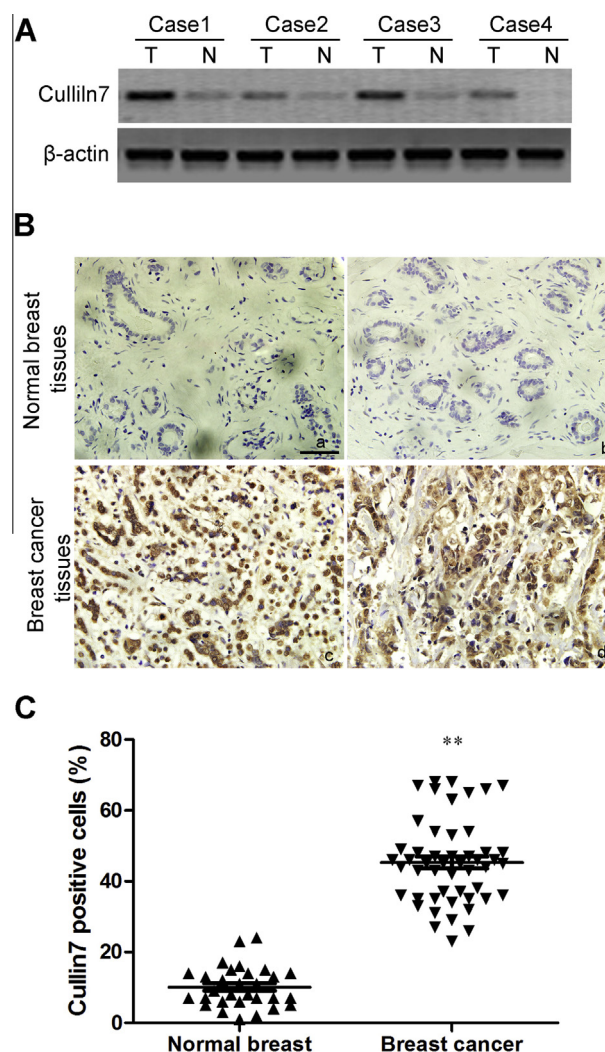 A
Case1 Case2 Case3 Case4
T N T N T N T N
Culliln7
β-actin
B
Normal breast
tissues
a
b
Breast cancer
tissues
c
d
C
Cullin7 positive cells (%)
80
60
40
20
0
**
Normal breast
Breast cancer